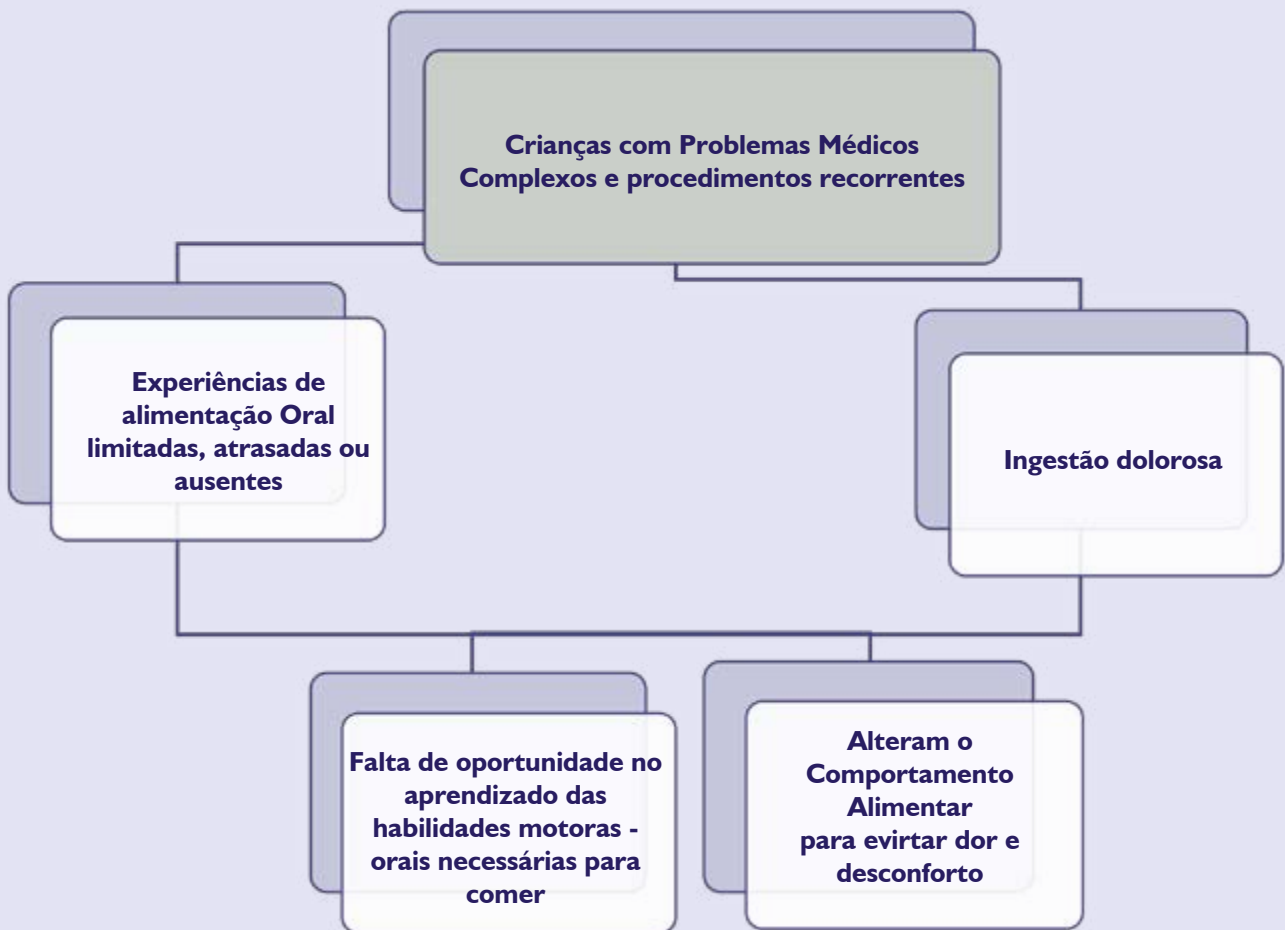 Crianças com Problemas Médicos
Complexos e procedimentos recorrentes
Experiências de
alimentação Oral
limitadas, atrasadas ou
ausentes
Ingestão dolorosa
Falta de oportunidade no
aprendizado das
habilidades motoras -
orais necessárias para
comer
Alteram o
Comportamento
Alimentar
para evirtar dor e
desconforto